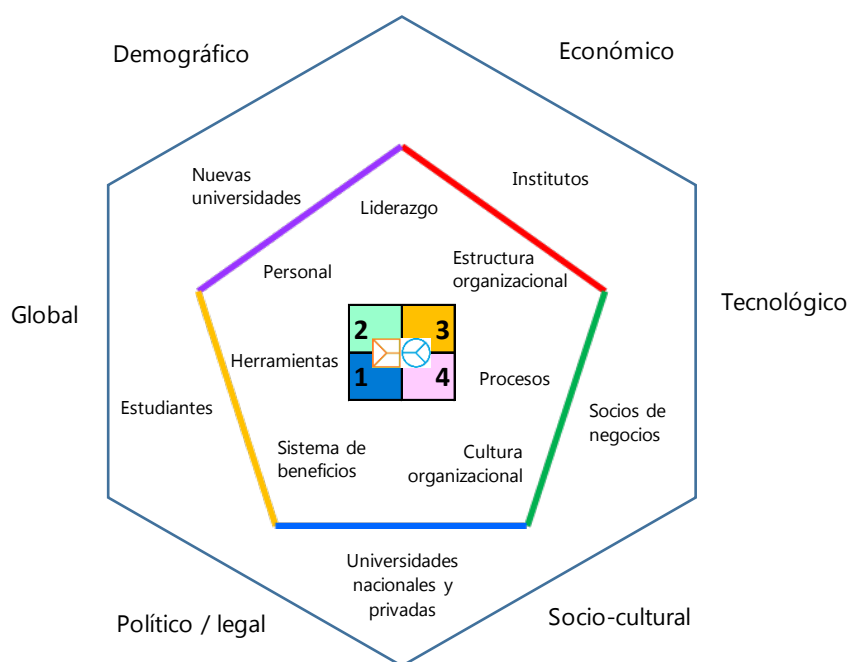 Demográfico
Económico
Nuevas
universidades
Institutos
Liderazgo
Personal
Estructura
organizacional
Global
Tecnológico
2
3
Herramientas
1
4
Procesos
Estudiantes
Socios de
negocios
Sistema de
beneficios
Cultura
organizacional
Universidades
nacionales y
privadas
Político / legal
Socio-cultural